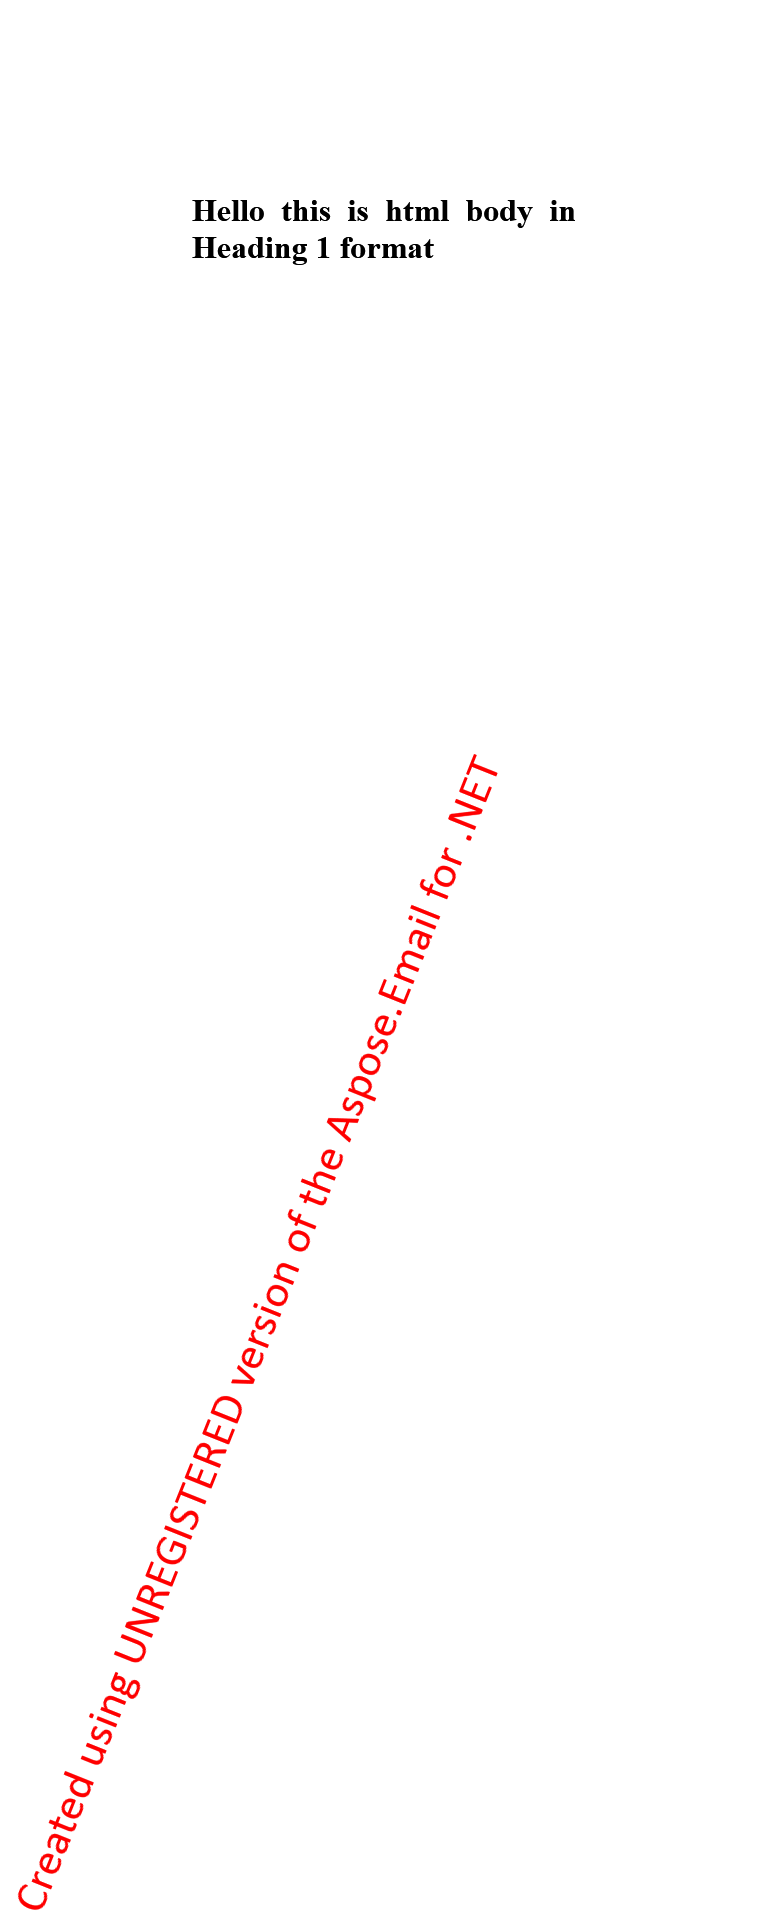 Hello this is html body in
Heading 1 format
Created using UNREGISTERED version of the Aspose.Email for .NET